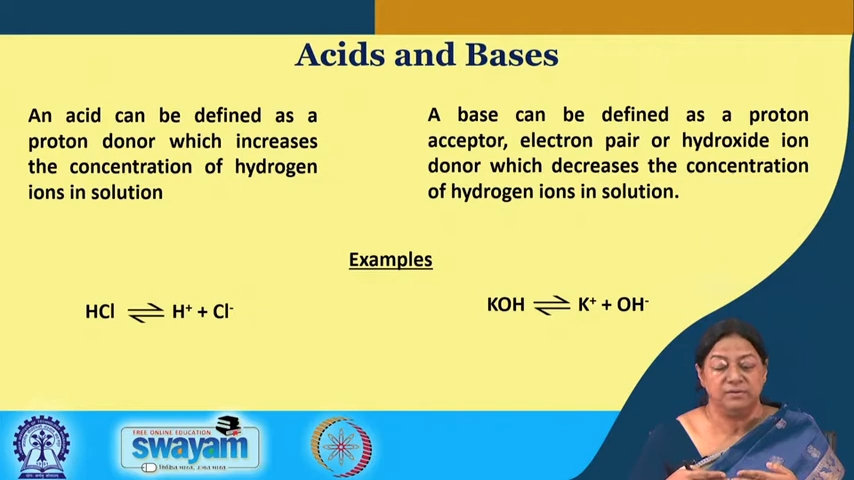 Acids and Bases
An acid can be defined as a
proton donor which increases
the concentration of hydrogen
ions in solution
A base can be defined as a proton
acceptor, electron pair or hydroxide ion
donor which decreases the concentration
of hydrogen ions in solution.
Examples
HCl ⇌ H⁺ + Cl⁻
KOH ⇌ K⁺ + OH⁻
FREE ONLINE EDUCATION
swayam